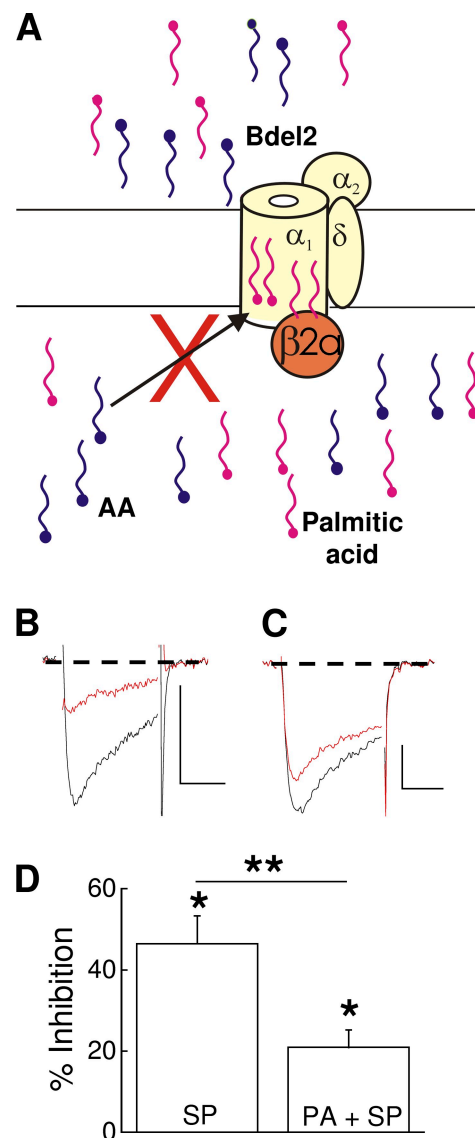 A
Bdel2
α2
α1 δ
β2a
AA
Palmitic
acid
B
C
D
**
60
*
40
*
20
0
% Inhibition
SP
PA + SP